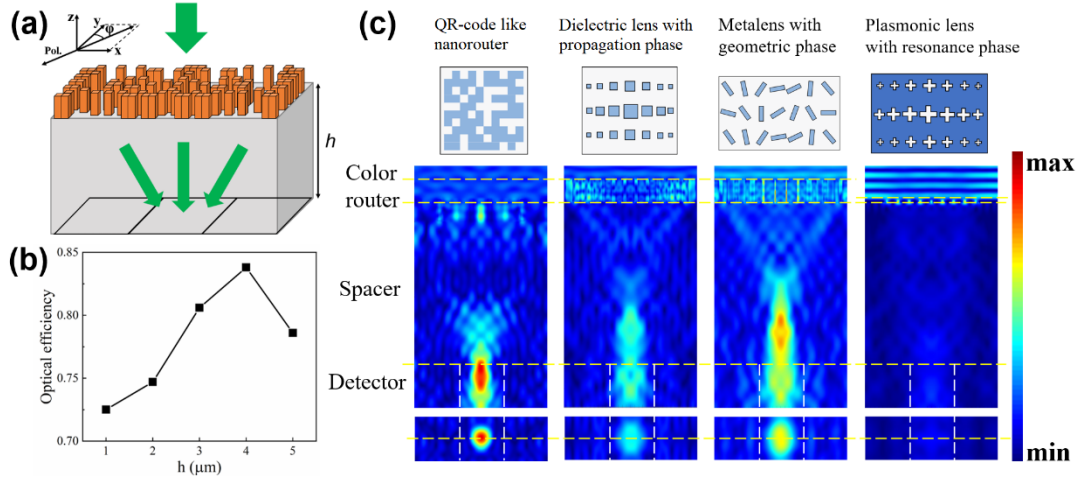 (a)
z
y
φ
x
Pol.
h
(b)
0.85
0.80
0.75
0.70
Optical efficiency
1 2 3 4 5
h (μm)
(c)
QR-code like
nanorouter
Dielectric lens with
propagation phase
Metalens with
geometric phase
Plasmonic lens
with resonance phase
Color
router
Spacer
Detector
max
min